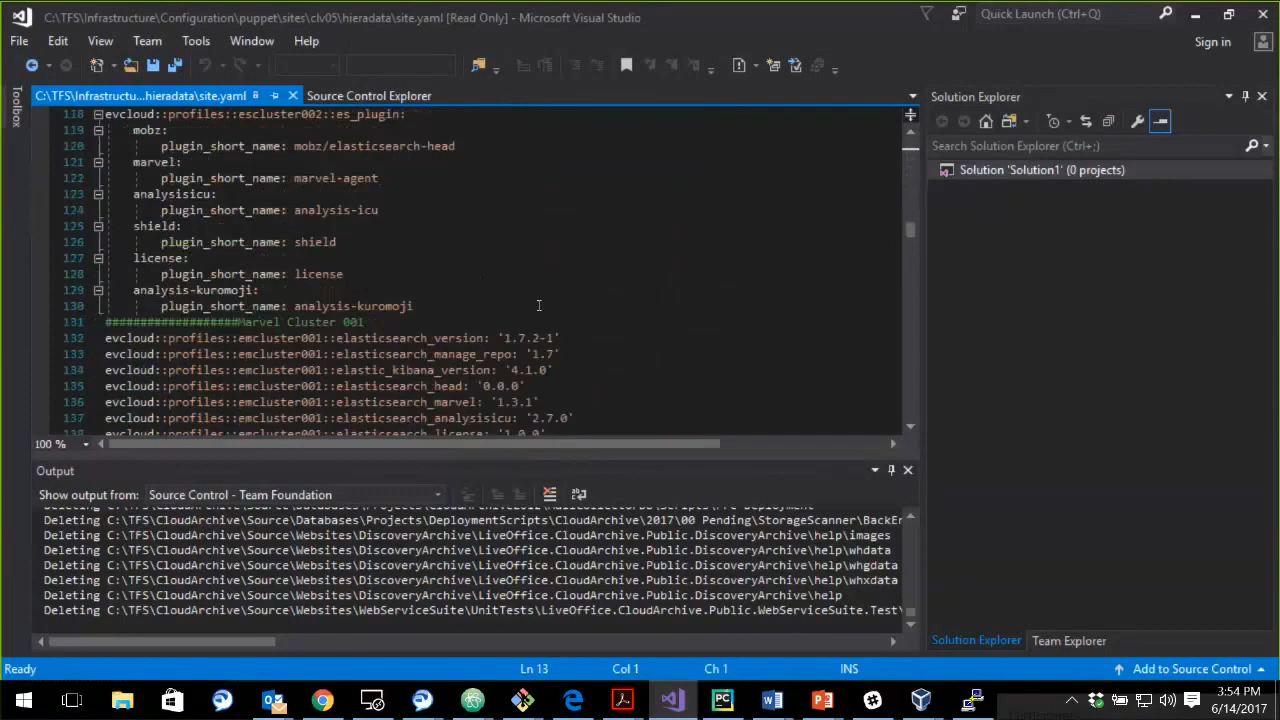 C:\TFS\Infrastructure\Configuration\puppet\sites\clv05\hieradata\site.yaml [Read Only] - Microsoft Visual Studio
Quick Launch (Ctrl+Q)
File Edit View Team Tools Window Help
Sign in
C:\TFS\Infrastructu...hieradata\site.yaml
Source Control Explorer
Toolbox
118 evcloud::profiles::escluster002::es_plugin:
119 mobz:
120 plugin_short_name: mobz/elasticsearch-head
121 marvel:
122 plugin_short_name: marvel-agent
123 analysisicu:
124 plugin_short_name: analysis-icu
125 shield:
126 plugin_short_name: shield
127 license:
128 plugin_short_name: license
129 analysis-kuromoji:
130 plugin_short_name: analysis-kuromoji
131 ###################Marvel Cluster 001
132 evcloud::profiles::emcluster001::elasticsearch_version: '1.7.2-1'
133 evcloud::profiles::emcluster001::elasticsearch_manage_repo: '1.7'
134 evcloud::profiles::emcluster001::elastic_kibana_version: '4.1.0'
135 evcloud::profiles::emcluster001::elasticsearch_head: '0.0.0'
136 evcloud::profiles::emcluster001::elasticsearch_marvel: '1.3.1'
137 evcloud::profiles::emcluster001::elasticsearch_analysisicu: '2.7.0'
138 evcloud::profiles::emcluster001::elasticsearch_license: '1.0.0'
100 %
Solution Explorer
Search Solution Explorer (Ctrl+;)
Solution 'Solution1' (0 projects)
Output
Show output from: Source Control - Team Foundation
Deleting C:\TFS\CloudArchive\Source\Databases\Projects\DeploymentScripts\CloudArchive\2017\00 Pending\StorageScanner\BackEn
Deleting C:\TFS\CloudArchive\Source\Websites\DiscoveryArchive\LiveOffice.CloudArchive.Public.DiscoveryArchive\help\images
Deleting C:\TFS\CloudArchive\Source\Websites\DiscoveryArchive\LiveOffice.CloudArchive.Public.DiscoveryArchive\help\whdata
Deleting C:\TFS\CloudArchive\Source\Websites\DiscoveryArchive\LiveOffice.CloudArchive.Public.DiscoveryArchive\help\whgdata
Deleting C:\TFS\CloudArchive\Source\Websites\DiscoveryArchive\LiveOffice.CloudArchive.Public.DiscoveryArchive\help\whxdata
Deleting C:\TFS\CloudArchive\Source\Websites\DiscoveryArchive\LiveOffice.CloudArchive.Public.DiscoveryArchive\help
Deleting C:\TFS\CloudArchive\Source\Websites\WebServiceSuite\UnitTests\LiveOffice.CloudArchive.Public.WebServiceSuite.Test\
Solution Explorer Team Explorer
Ready Ln 13 Col 1 Ch 1 INS Add to Source Control
3:54 PM
6/14/2017